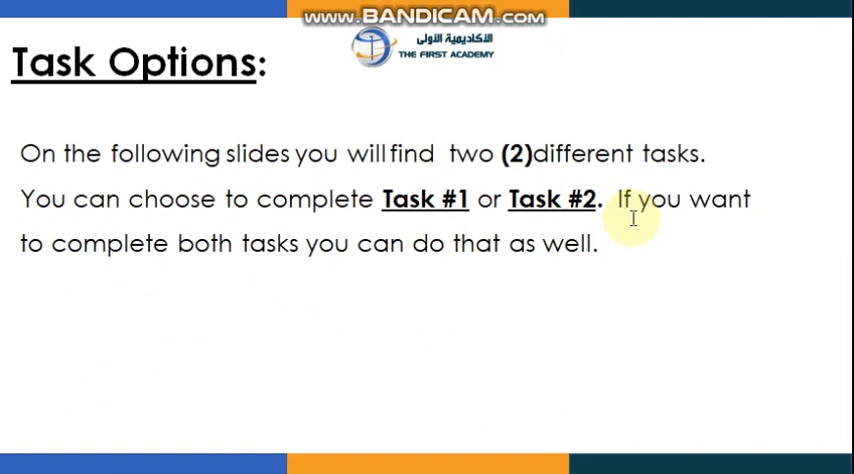 www.BANDICAM.com
الأكاديمية الأولى
THE FIRST ACADEMY
Task Options:
On the following slides you will find two (2)different tasks.
You can choose to complete Task #1 or Task #2. If you want
to complete both tasks you can do that as well.